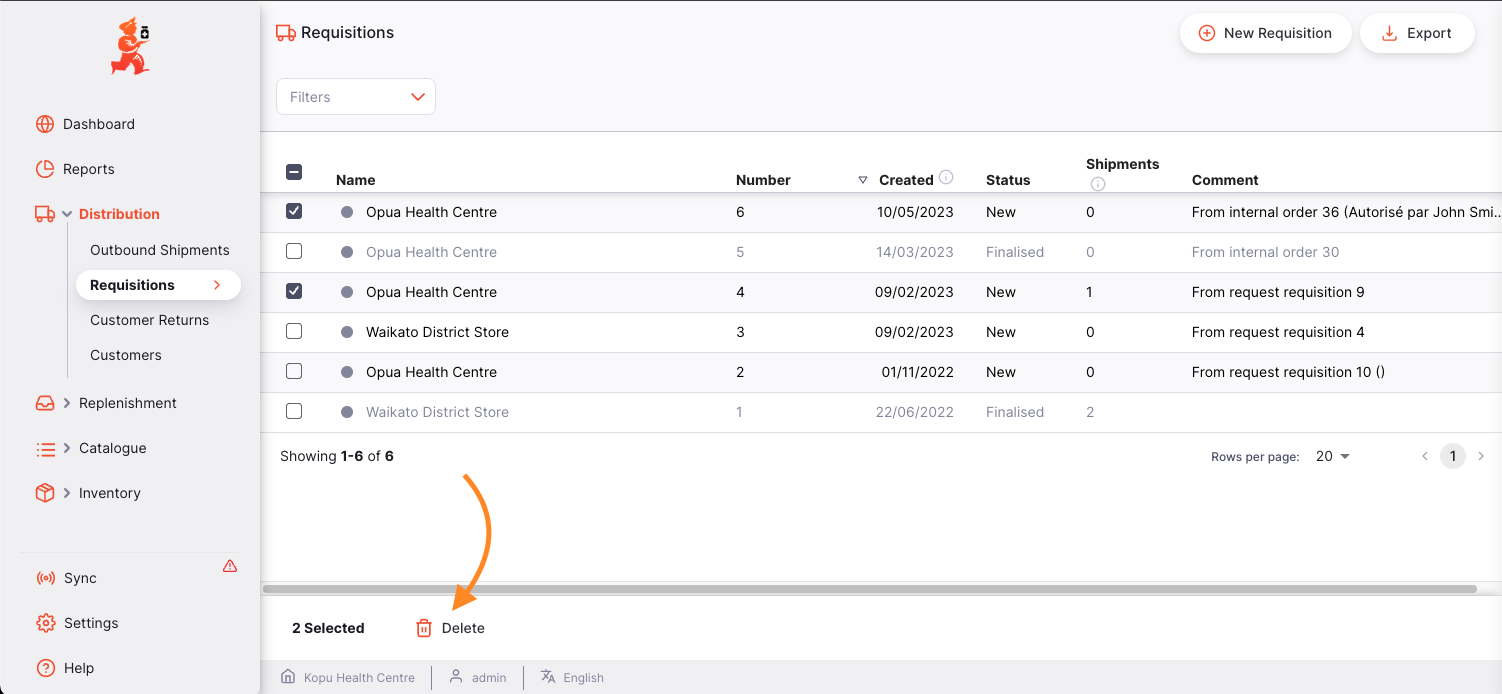 Requisitions
New Requisition
Export
Filters
Dashboard
Reports
Distribution
Outbound Shipments
Requisitions
Customer Returns
Customers
Replenishment
Catalogue
Inventory
Sync
Settings
Help
Name Number Created Status Shipments Comment
Opua Health Centre 6 10/05/2023 New 0 From internal order 36 (Autorisé par John Smi...
Opua Health Centre 5 14/03/2023 Finalised 0 From internal order 30
Opua Health Centre 4 09/02/2023 New 1 From request requisition 9
Waikato District Store 3 09/02/2023 New 0 From request requisition 4
Opua Health Centre 2 01/11/2022 New 0 From request requisition 10 ()
Waikato District Store 1 22/06/2022 Finalised 2
Showing 1-6 of 6 Rows per page: 20 1
2 Selected Delete
Kopu Health Centre admin English